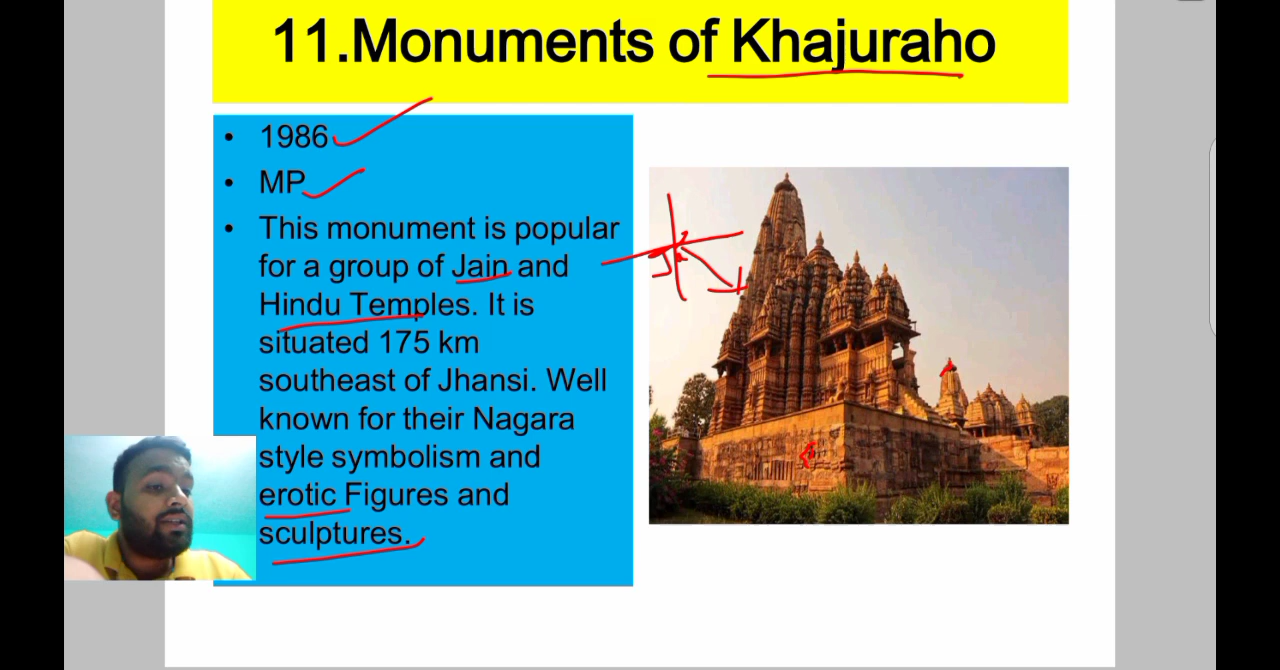 11.Monuments of Khajuraho
• 1986
• MP
• This monument is popular
for a group of Jain and
Hindu Temples. It is
situated 175 km
southeast of Jhansi. Well
known for their Nagara
style symbolism and
erotic Figures and
sculptures.